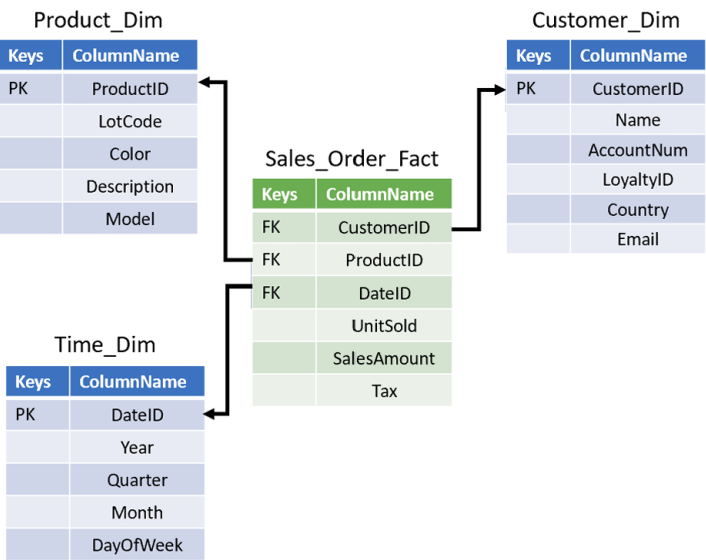 Product_Dim
Keys ColumnName
PK ProductID
LotCode
Color
Description
Model
Customer_Dim
Keys ColumnName
PK CustomerID
Name
AccountNum
LoyaltyID
Country
Email
Sales_Order_Fact
Keys ColumnName
FK CustomerID
FK ProductID
FK DateID
UnitSold
SalesAmount
Tax
Time_Dim
Keys ColumnName
PK DateID
Year
Quarter
Month
DayOfWeek